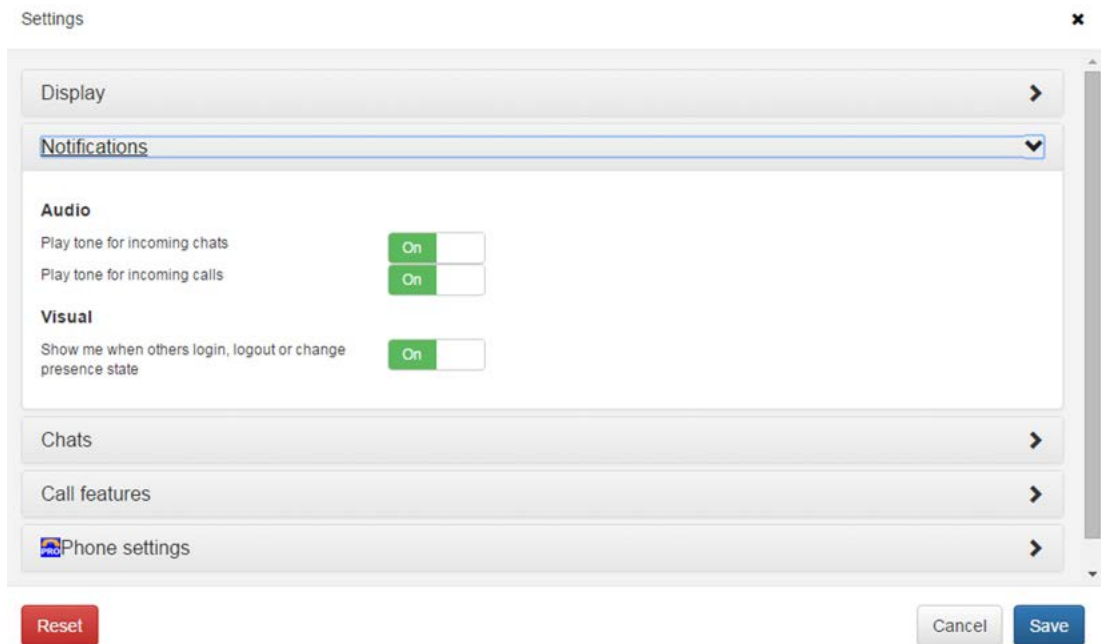 Settings
Display
Notifications
Audio
Play tone for incoming chats
On
Play tone for incoming calls
On
Visual
Show me when others login, logout or change
presence state
On
Chats
Call features
PRO
Phone settings
Reset
Cancel
Save